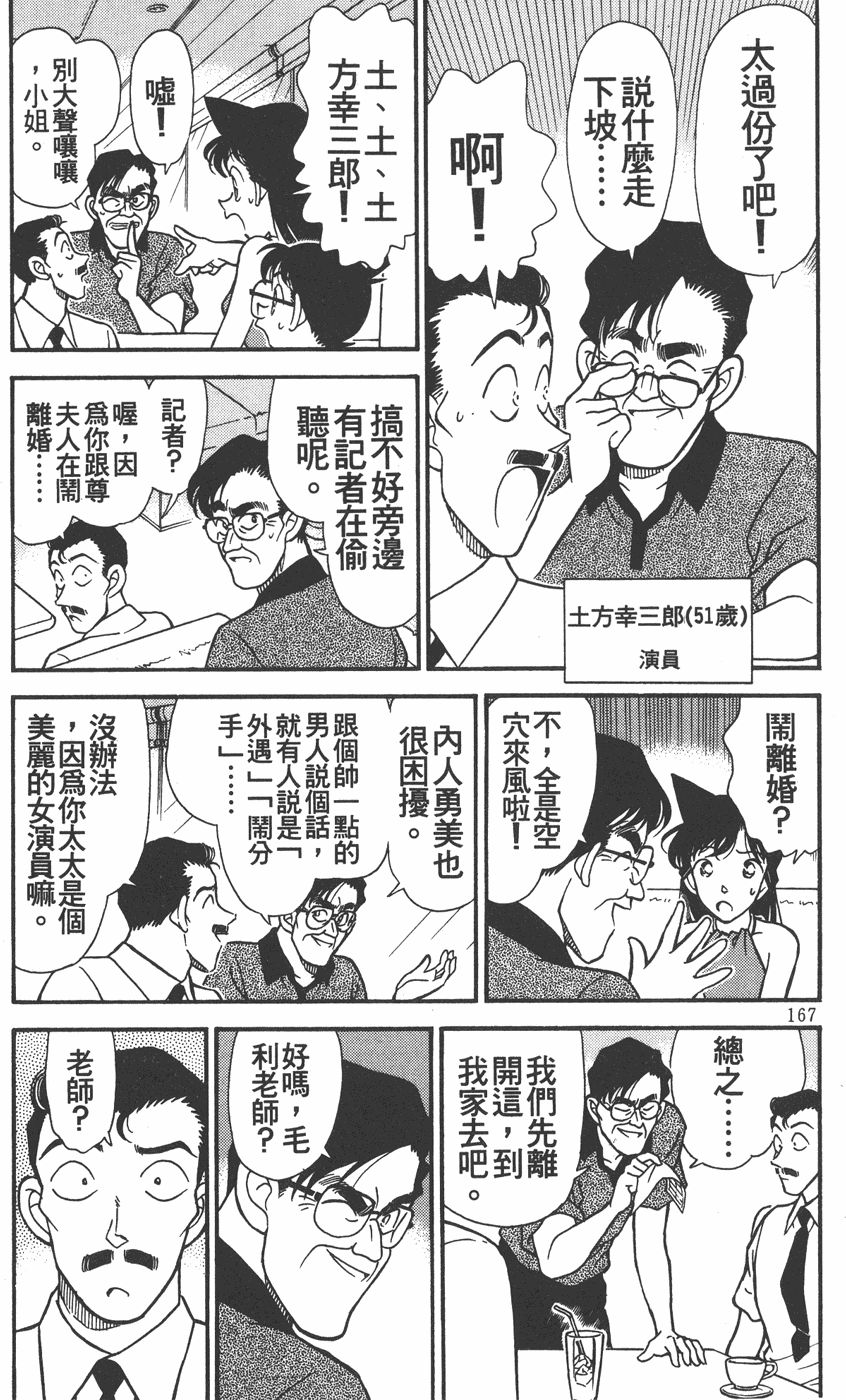 太過份了吧！
說什麼走
下坡……
啊！
土方幸三郎(51歲)
演員
土、土、土
方幸三郎！
噓！
別大聲嚷嚷
，小姐。
搞不好旁邊
有記者在偷
聽呢。
記者？
喔，因
為你跟尊
夫人在鬧
離婚……
鬧離婚？
不，全是空
穴來風啦！
內人勇美也
很困擾。
跟個帥一點的
男人說個話，
就有人說是「
外遇」「鬧分
手」……
沒辦法
，因為你太太是個
美麗的女演員嘛。
167
總之……
我們先離
開這，到
我家去吧。
好嗎，毛
利老師？
老師？